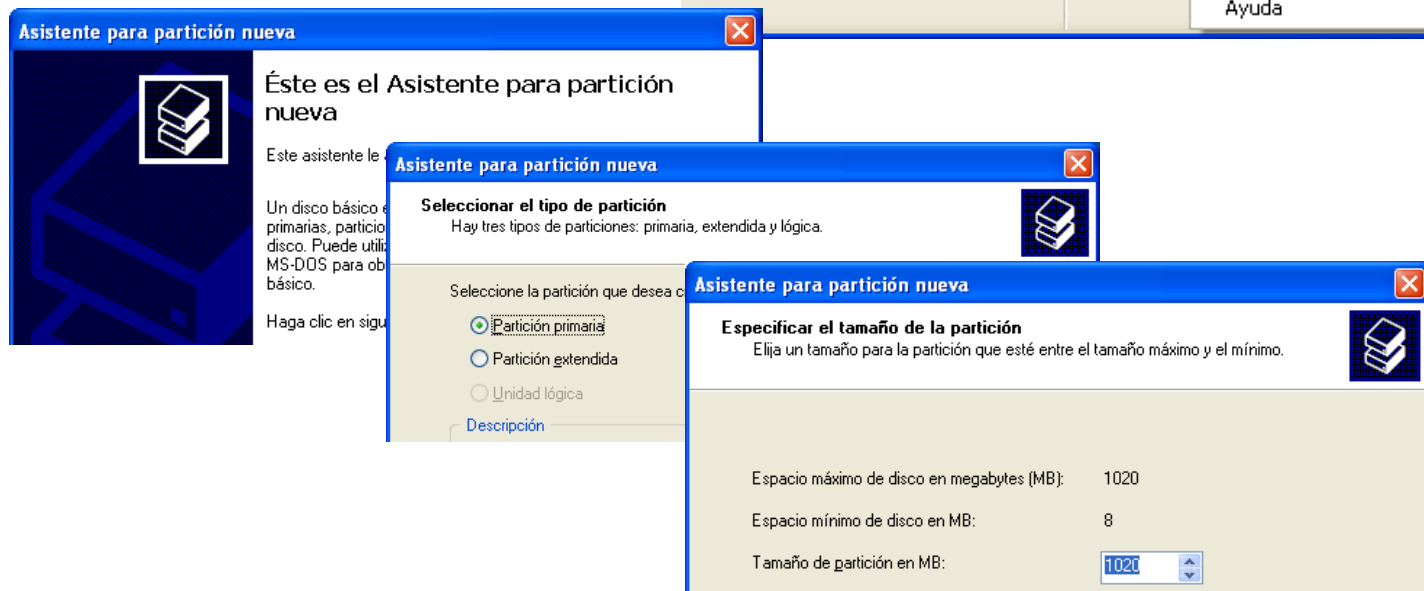 Ayuda
Asistente para partición nueva
Éste es el Asistente para partición
nueva
Este asistente le
Un disco básico
primarias,
disco. Puede
MS-DOS para
básico.
Haga clic en
Asistente para partición nueva
Seleccionar el tipo de partición
Hay tres tipos de particiones: primaria, extendida y lógica.
Seleccione la partición que desea
Partición primaria
Partición extendida
Unidad lógica
Descripción
Asistente para partición nueva
Especificar el tamaño de la partición
Elija un tamaño para la partición que esté entre el tamaño máximo y el mínimo.
Espacio máximo de disco en megabytes (MB): 1020
Espacio mínimo de disco en MB: 8
Tamaño de partición en MB: 1020